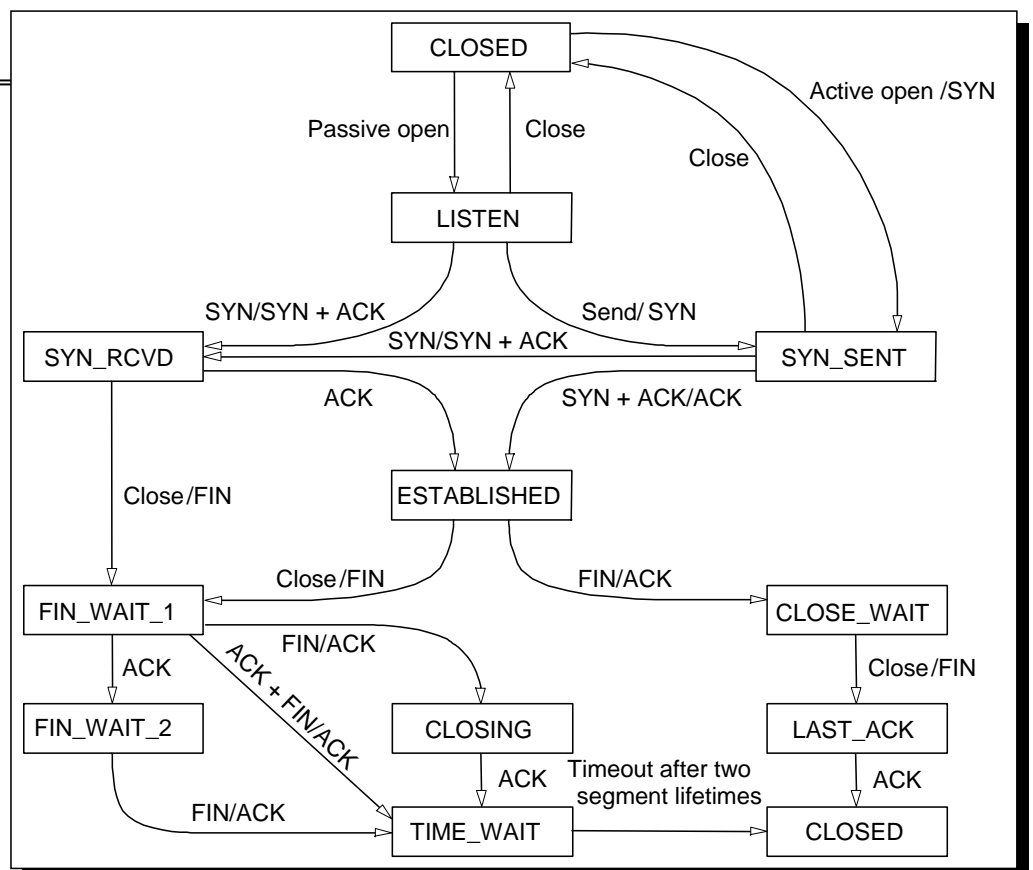 CLOSED
Active open /SYN
Passive open
Close
Close
LISTEN
SYN/SYN + ACK
Send/ SYN
SYN/SYN + ACK
SYN_RCVD
SYN_SENT
ACK
SYN + ACK/ACK
ESTABLISHED
Close/FIN
Close/FIN
FIN/ACK
FIN_WAIT_1
CLOSE_WAIT
FIN/ACK
ACK
ACK + FIN/ACK
Close/FIN
FIN_WAIT_2
CLOSING
LAST_ACK
ACK
Timeout after two
segment lifetimes
ACK
FIN/ACK
TIME_WAIT
CLOSED